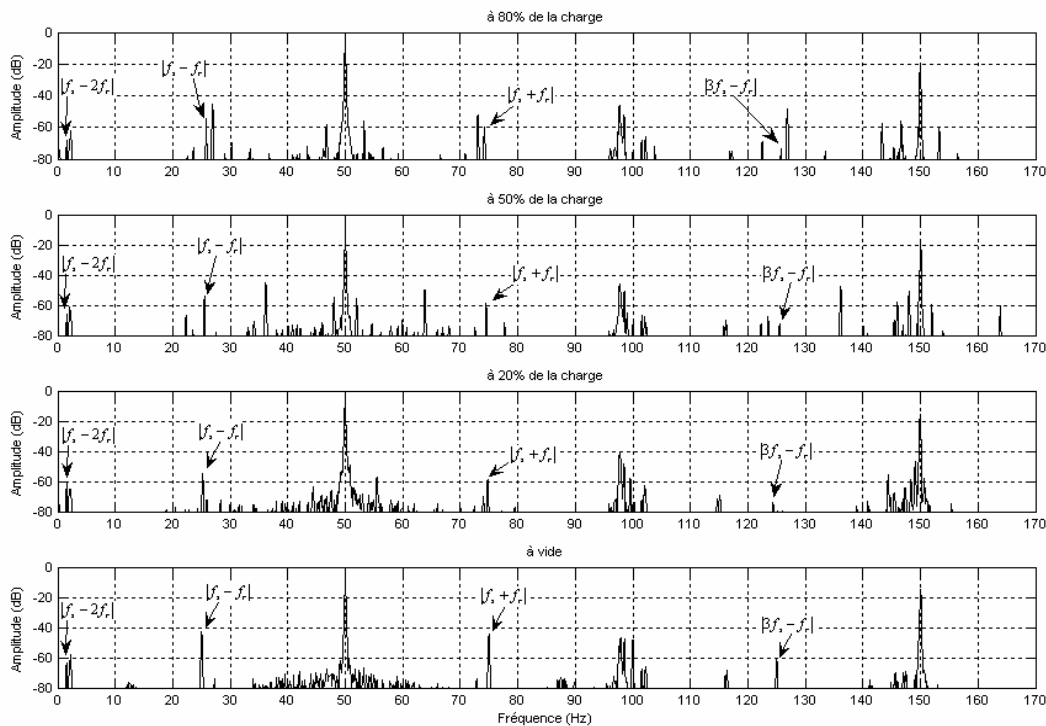 à 80% de la charge
Amplitude (dB)
0
-20
-40
-60
-80
|fs − 2fr|
|fs − fr|
|fs + fr|
|3fs − fr|
0 10 20 30 40 50 60 70 80 90 100 110 120 130 140 150 160 170
à 50% de la charge
Amplitude (dB)
0
-20
-40
-60
-80
|fs − 2fr|
|fs − fr|
|fs + fr|
|3fs − fr|
0 10 20 30 40 50 60 70 80 90 100 110 120 130 140 150 160 170
à 20% de la charge
Amplitude (dB)
0
-20
-40
-60
-80
|fs − 2fr|
|fs − fr|
|fs + fr|
|3fs − fr|
0 10 20 30 40 50 60 70 80 90 100 110 120 130 140 150 160 170
à vide
Amplitude (dB)
0
-20
-40
-60
-80
|fs − 2fr|
|fs − fr|
|fs + fr|
|3fs − fr|
0 10 20 30 40 50 60 70 80 90 100 110 120 130 140 150 160 170
Fréquence (Hz)